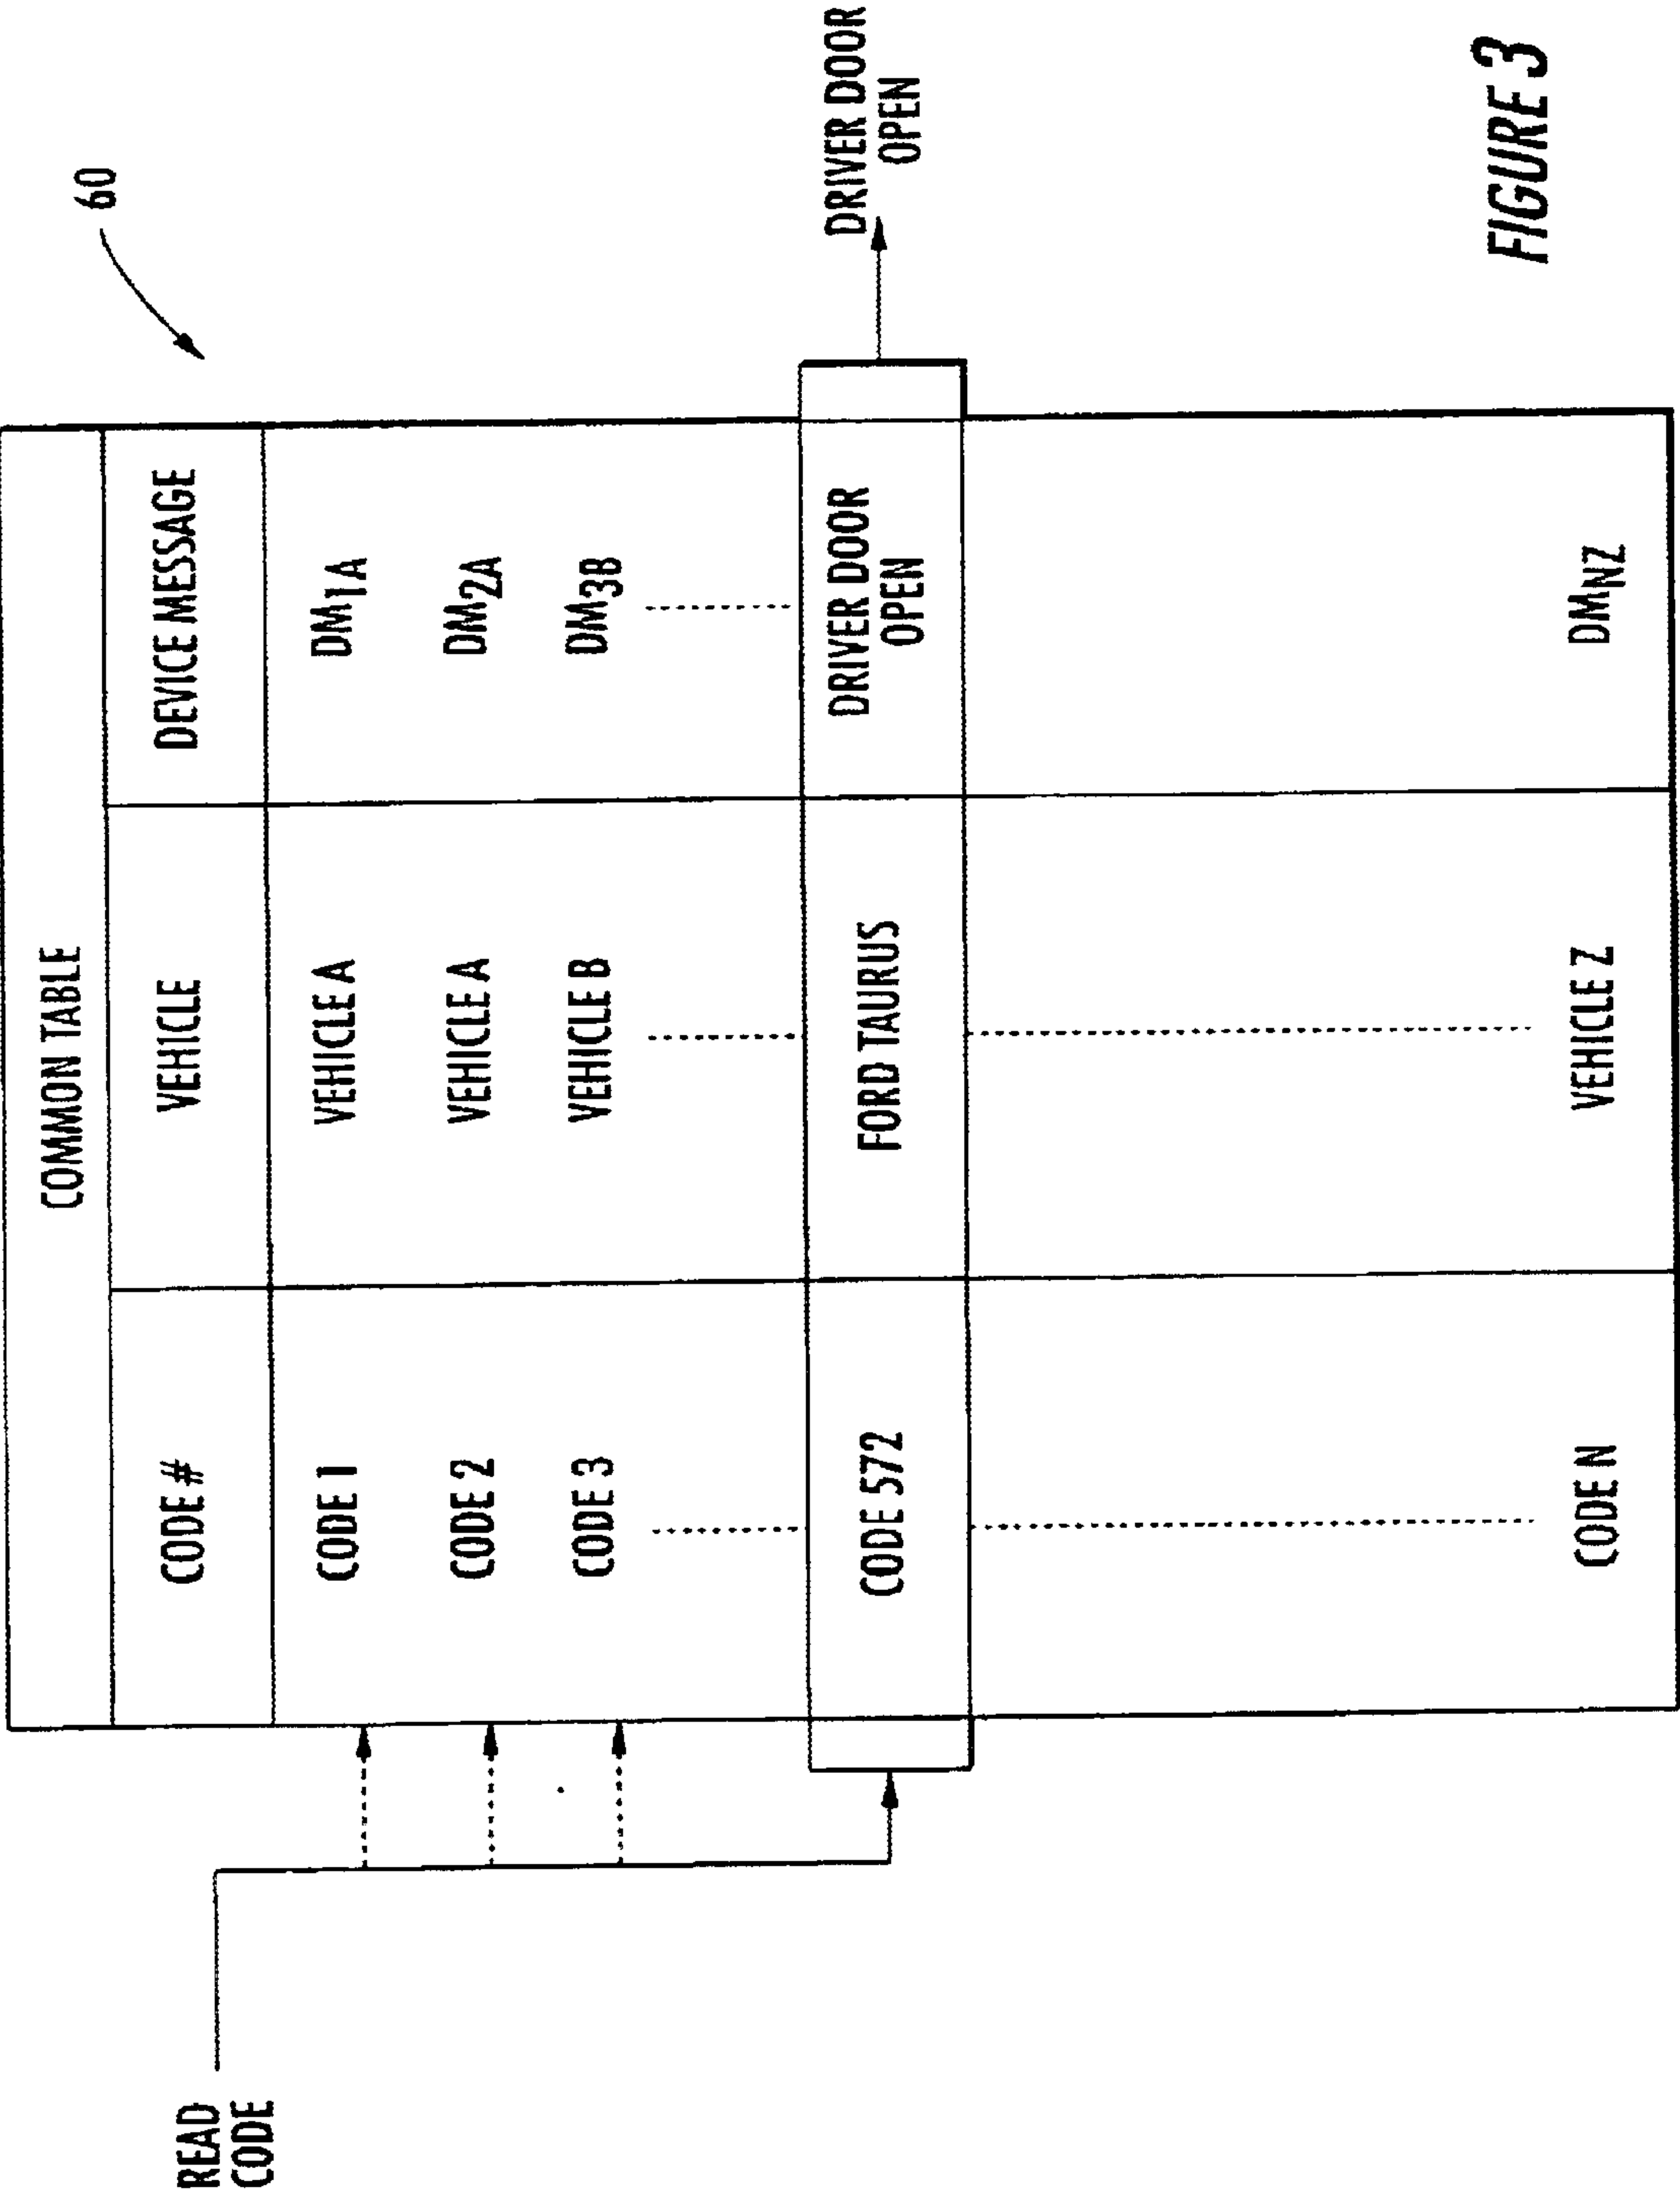 60
COMMON TABLE
CODE # VEHICLE DEVICE MESSAGE
READ
CODE
CODE 1 VEHICLE A DM1A
CODE 2 VEHICLE A DM2A
CODE 3 VEHICLE B DM3B
CODE 572 FORD TAURUS DRIVER DOOR
OPEN
DRIVER DOOR
OPEN
CODE N VEHICLE Z DMNZ
FIGURE 3